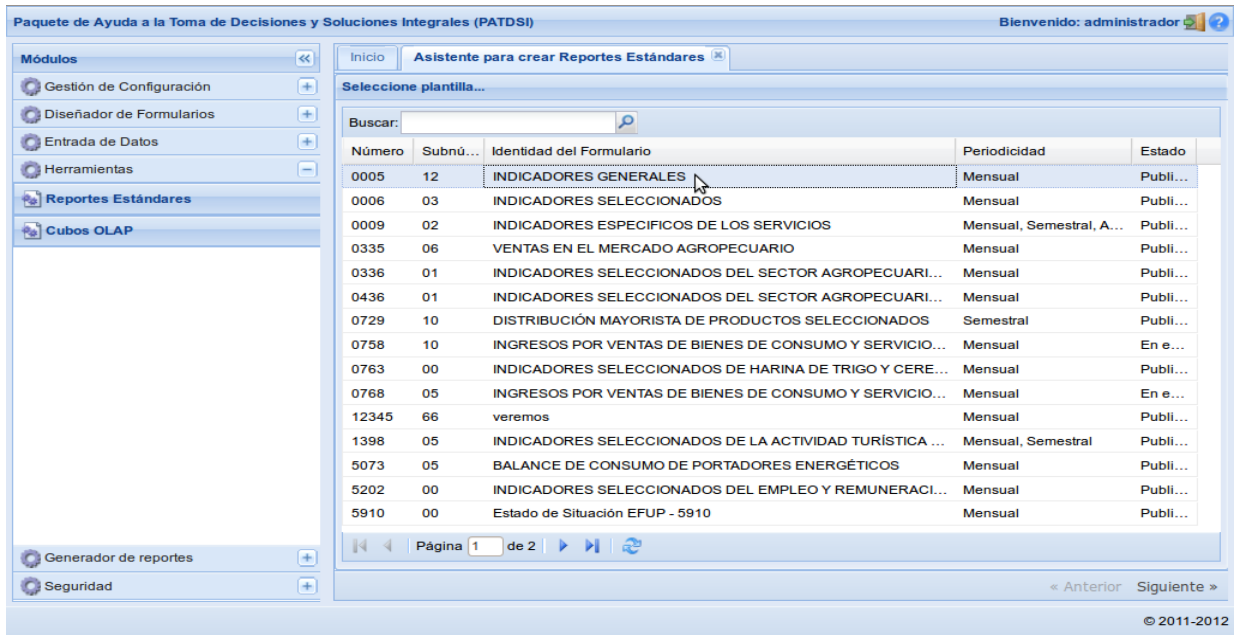 Paquete de Ayuda a la Toma de Decisiones y Soluciones Integrales (PATDSI) Bienvenido: administrador
Módulos
Gestión de Configuración
Diseñador de Formularios
Entrada de Datos
Herramientas
Reportes Estándares
Cubos OLAP
Generador de reportes
Seguridad
Inicio Asistente para crear Reportes Estándares
Seleccione plantilla...
Buscar:
Número Subnú... Identidad del Formulario Periodicidad Estado
0005 12 INDICADORES GENERALES Mensual Publi...
0006 03 INDICADORES SELECCIONADOS Mensual Publi...
0009 02 INDICADORES ESPECIFICOS DE LOS SERVICIOS Mensual, Semestral, A... Publi...
0335 06 VENTAS EN EL MERCADO AGROPECUARIO Mensual Publi...
0336 01 INDICADORES SELECCIONADOS DEL SECTOR AGROPECUARI... Mensual Publi...
0436 01 INDICADORES SELECCIONADOS DEL SECTOR AGROPECUARI... Mensual Publi...
0729 10 DISTRIBUCIÓN MAYORISTA DE PRODUCTOS SELECCIONADOS Semestral Publi...
0758 10 INGRESOS POR VENTAS DE BIENES DE CONSUMO Y SERVICIO... Mensual En e...
0763 00 INDICADORES SELECCIONADOS DE HARINA DE TRIGO Y CERE... Mensual Publi...
0768 05 INGRESOS POR VENTAS DE BIENES DE CONSUMO Y SERVICIO... Mensual En e...
12345 66 veremos Mensual Publi...
1398 05 INDICADORES SELECCIONADOS DE LA ACTIVIDAD TURÍSTICA ... Mensual, Semestral Publi...
5073 05 BALANCE DE CONSUMO DE PORTADORES ENERGÉTICOS Mensual Publi...
5202 00 INDICADORES SELECCIONADOS DEL EMPLEO Y REMUNERACI... Mensual Publi...
5910 00 Estado de Situación EFUP - 5910 Mensual Publi...
Página 1 de 2
« Anterior Siguiente »
© 2011-2012